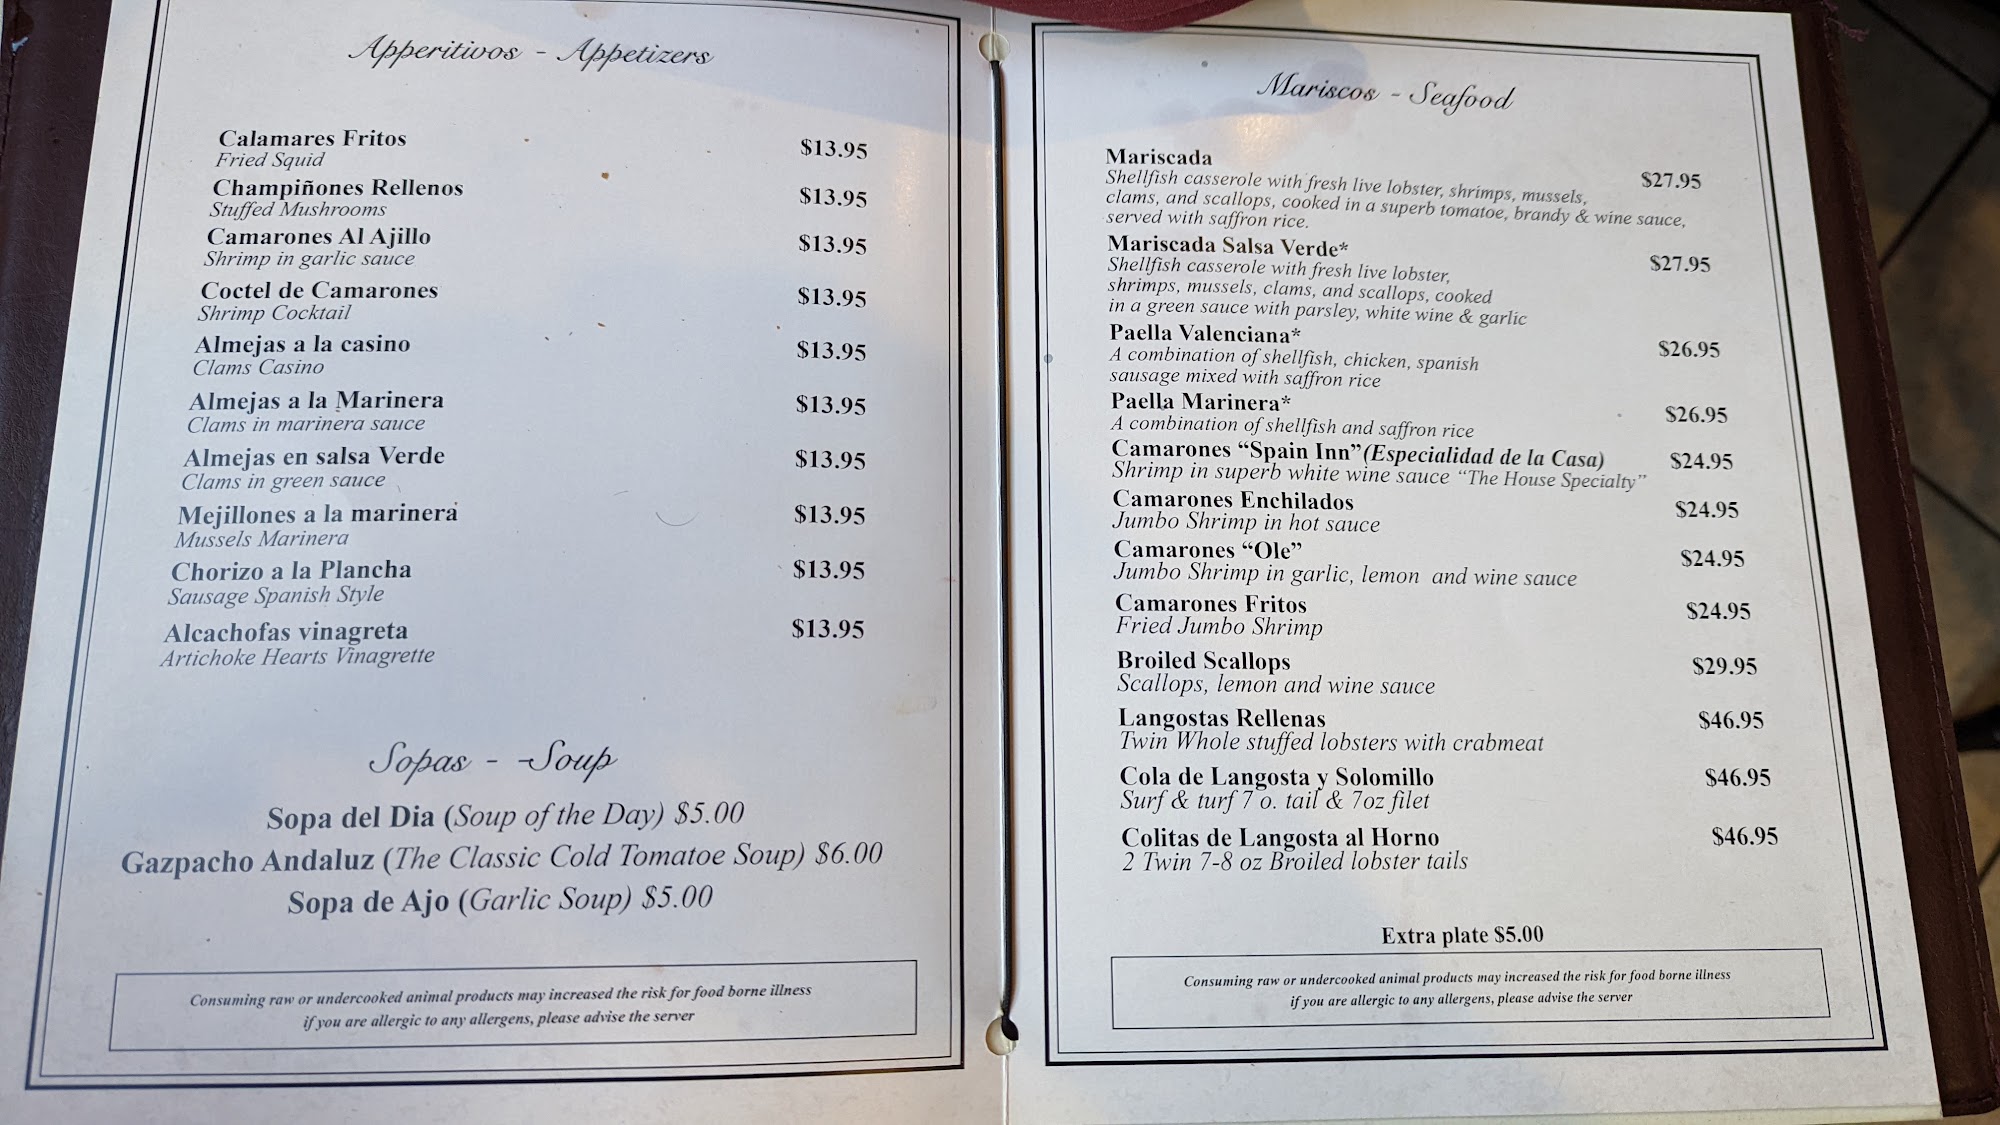 Apperitivos - Appetizers
Calamares Fritos $13.95
Fried Squid
Champiñones Rellenos $13.95
Stuffed Mushrooms
Camarones Al Ajillo $13.95
Shrimp in garlic sauce
Coctel de Camarones $13.95
Shrimp Cocktail
Almejas a la casino $13.95
Clams Casino
Almejas a la Marinera $13.95
Clams in marinera sauce
Almejas en salsa Verde $13.95
Clams in green sauce
Mejillones a la marinera $13.95
Mussels Marinera
Chorizo a la Plancha $13.95
Sausage Spanish Style
Alcachofas vinagreta $13.95
Artichoke Hearts Vinagrette
Sopas - -Soup
Sopa del Dia (Soup of the Day) $5.00
Gazpacho Andaluz (The Classic Cold Tomatoe Soup) $6.00
Sopa de Ajo (Garlic Soup) $5.00
Consuming raw or undercooked animal products may increased the risk for food borne illness
if you are allergic to any allergens, please advise the server
Mariscos - Seafood
Mariscada $27.95
Shellfish casserole with fresh live lobster, shrimps, mussels,
clams, and scallops, cooked in a superb tomatoe, brandy & wine sauce,
served with saffron rice.
Mariscada Salsa Verde* $27.95
Shellfish casserole with fresh live lobster,
shrimps, mussels, clams, and scallops, cooked
in a green sauce with parsley, white wine & garlic
Paella Valenciana* $26.95
A combination of shellfish, chicken, spanish
sausage mixed with saffron rice
Paella Marinera* $26.95
A combination of shellfish and saffron rice
Camarones “Spain Inn”(Especialidad de la Casa) $24.95
Shrimp in superb white wine sauce “The House Specialty”
Camarones Enchilados $24.95
Jumbo Shrimp in hot sauce
Camarones “Ole” $24.95
Jumbo Shrimp in garlic, lemon and wine sauce
Camarones Fritos $24.95
Fried Jumbo Shrimp
Broiled Scallops $29.95
Scallops, lemon and wine sauce
Langostas Rellenas $46.95
Twin Whole stuffed lobsters with crabmeat
Cola de Langosta y Solomillo $46.95
Surf & turf 7 o. tail & 7oz filet
Colitas de Langosta al Horno $46.95
2 Twin 7-8 oz Broiled lobster tails
Extra plate $5.00
Consuming raw or undercooked animal products may increased the risk for food borne illness
if you are allergic to any allergens, please advise the server